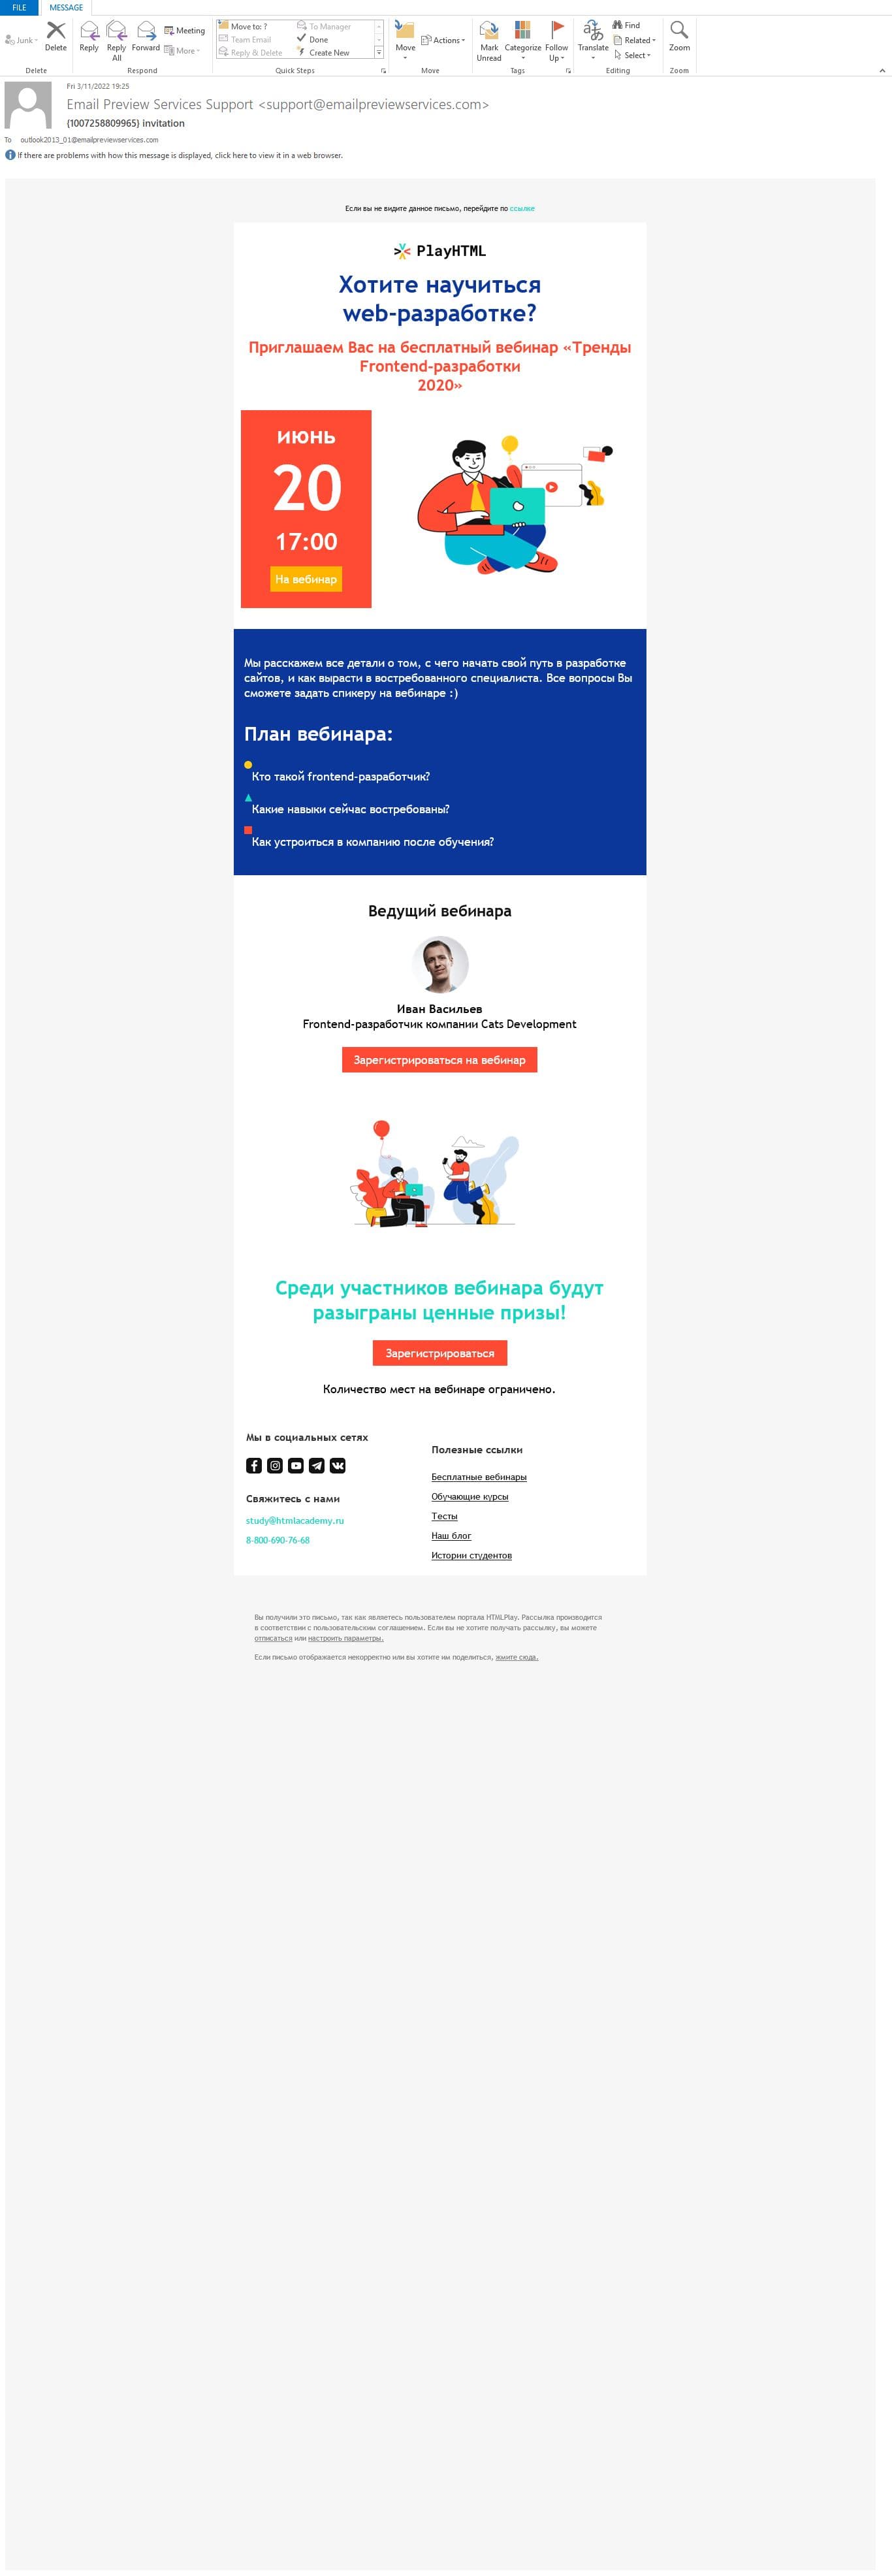 FILE
MESSAGE
Junk
Delete
Reply
Reply All
Forward
Meeting
More
Move to: ?
Team Email
Reply & Delete
To Manager
Done
Create New
Move
Actions
Mark Unread
Categorize
Follow Up
Translate
Find
Related
Select
Zoom
Delete
Respond
Quick Steps
Move
Tags
Editing
Zoom
Fri 3/11/2022 19:25
Email Preview Services Support <support@emailpreviewservices.com>
{1007258809965} invitation
To outlook2013_01@emailpreviewservices.com
If there are problems with how this message is displayed, click here to view it in a web browser.
Если вы не видите данное письмо, перейдите по ссылке
PlayHTML
Хотите научиться
web-разработке?
Приглашаем Вас на бесплатный вебинар «Тренды
Frontend-разработки
2020»
июнь
20
17:00
На вебинар
Мы расскажем все детали о том, с чего начать свой путь в разработке
сайтов, и как вырасти в востребованного специалиста. Все вопросы Вы
сможете задать спикеру на вебинаре :)
План вебинара:
Кто такой frontend-разработчик?
Какие навыки сейчас востребованы?
Как устроиться в компанию после обучения?
Ведущий вебинара
Иван Васильев
Frontend-разработчик компании Cats Development
Зарегистрироваться на вебинар
Среди участников вебинара будут
разыграны ценные призы!
Зарегистрироваться
Количество мест на вебинаре ограничено.
Мы в социальных сетях
Свяжитесь с нами
study@htmlacademy.ru
8-800-690-76-68
Полезные ссылки
Бесплатные вебинары
Обучающие курсы
Тесты
Наш блог
Истории студентов
Вы получили это письмо, так как являетесь пользователем портала HTMLPlay. Рассылка производится
в соответствии с пользовательским соглашением. Если вы не хотите получать рассылку, вы можете
отписаться или настроить параметры.
Если письмо отображается некорректно или вы хотите им поделиться, жмите сюда.